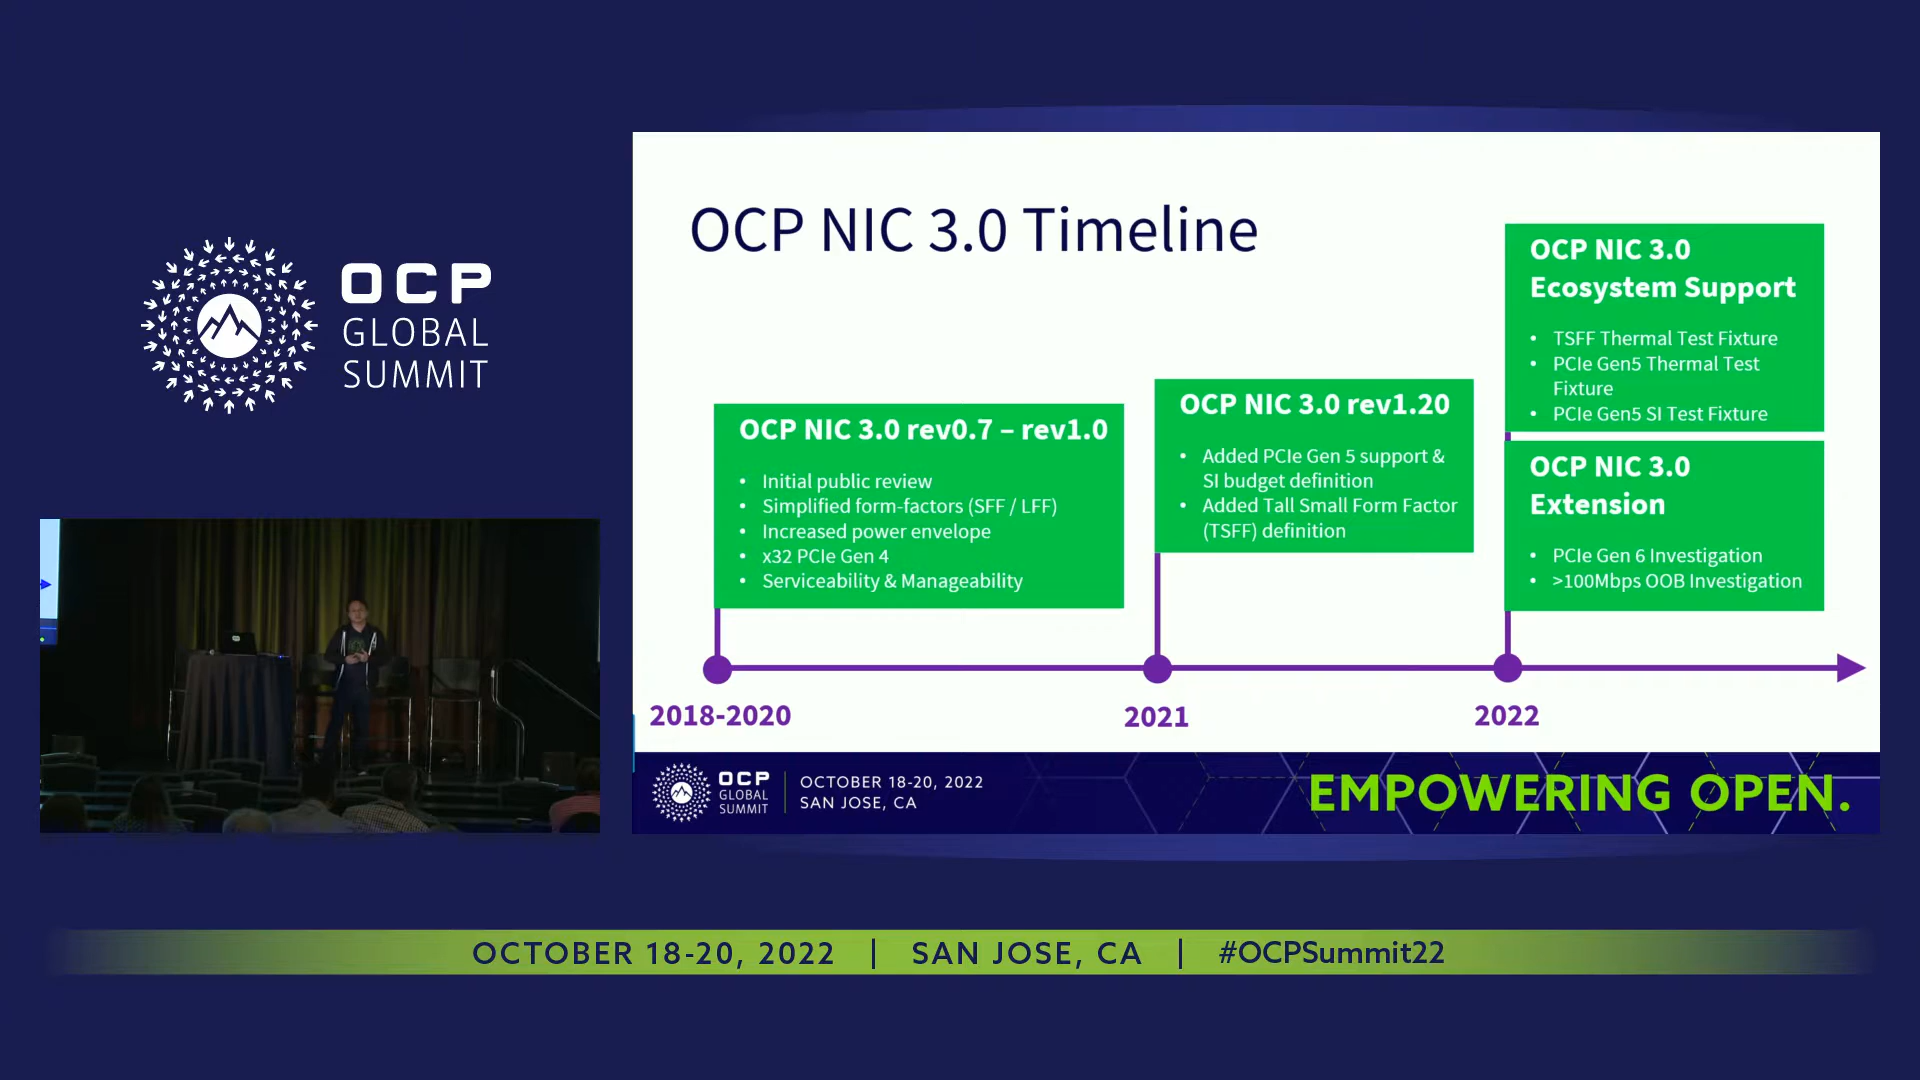 OCP
GLOBAL
SUMMIT
OCP NIC 3.0 Timeline
OCP NIC 3.0 rev0.7 – rev1.0
• Initial public review
• Simplified form-factors (SFF / LFF)
• Increased power envelope
• x32 PCIe Gen 4
• Serviceability & Manageability
OCP NIC 3.0 rev1.20
• Added PCIe Gen 5 support &
SI budget definition
• Added Tall Small Form Factor
(TSFF) definition
OCP NIC 3.0
Ecosystem Support
• TSFF Thermal Test Fixture
• PCIe Gen5 Thermal Test
Fixture
• PCIe Gen5 SI Test Fixture
OCP NIC 3.0
Extension
• PCIe Gen 6 Investigation
• >100Mbps OOB Investigation
2018-2020
2021
2022
OCP
GLOBAL
SUMMIT
OCTOBER 18-20, 2022
SAN JOSE, CA
EMPOWERING OPEN.
OCTOBER 18-20, 2022 | SAN JOSE, CA | #OCPSummit22